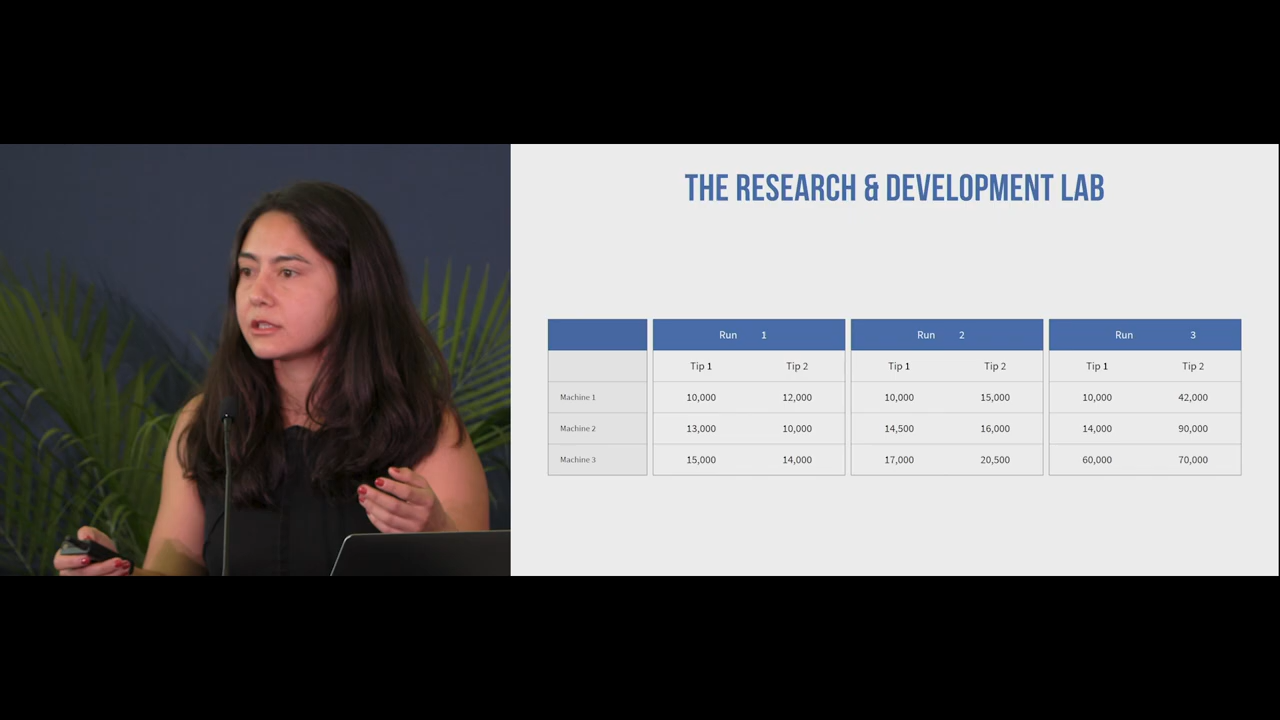 THE RESEARCH & DEVELOPMENT LAB
Run 1 Run 2 Run 3
Tip 1 Tip 2 Tip 1 Tip 2 Tip 1 Tip 2
Machine 1 10,000 12,000 10,000 15,000 10,000 42,000
Machine 2 13,000 10,000 14,500 16,000 14,000 90,000
Machine 3 15,000 14,000 17,000 20,500 60,000 70,000